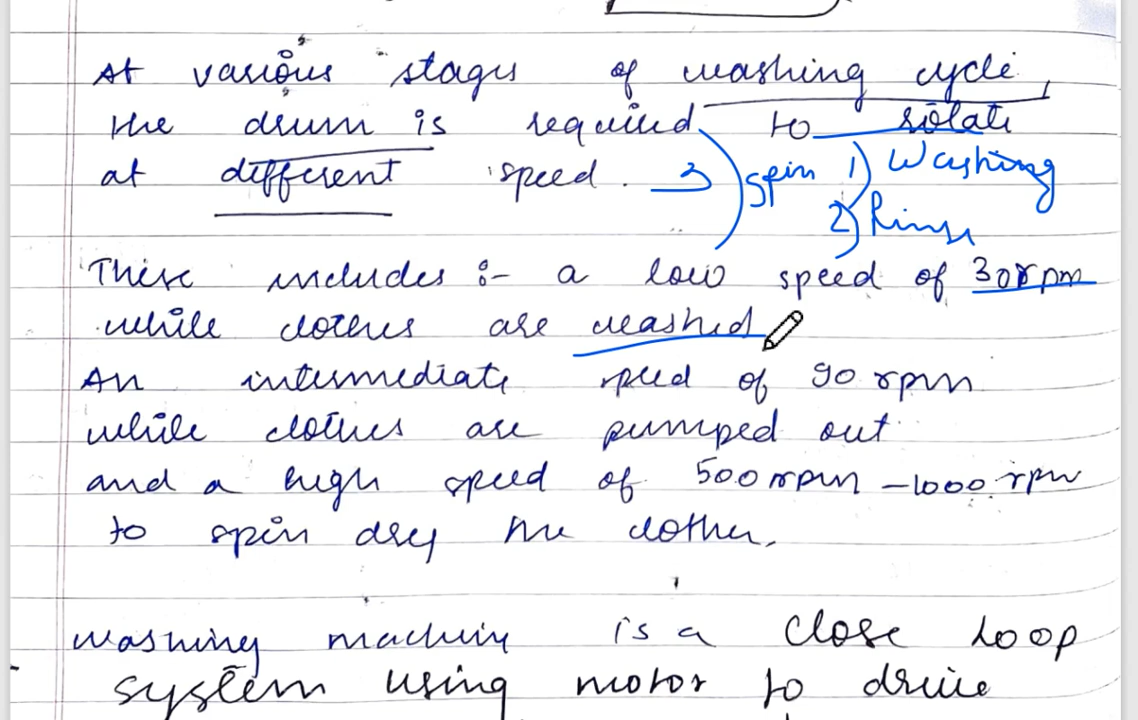 At various stages of washing cycle,
the drum is required to rotate
at different speed. 3) spin 1) Washing
2) Rinse
These includes :- a low speed of 30rpm
while clothes are washed
An intermediate speed of 90 rpm
while clothes are pumped out
and a high speed of 500 rpm - 1000 rpm
to spin dry the clothes.
washing machine is a close loop
system using motor to drive